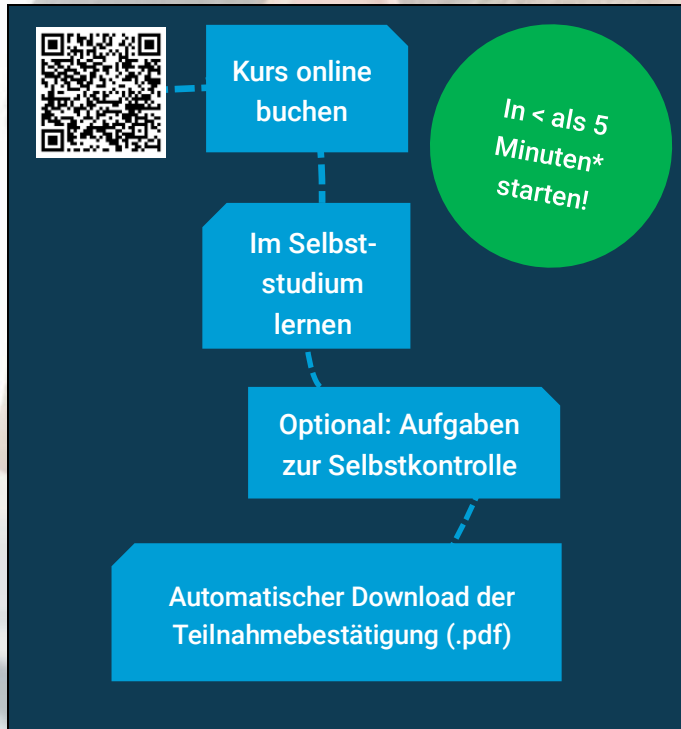 Kurs online
buchen
In < als 5
Minuten*
starten!
Im Selbst-
studium
lernen
Optional: Aufgaben
zur Selbstkontrolle
Automatischer Download der
Teilnahmebestätigung (.pdf)